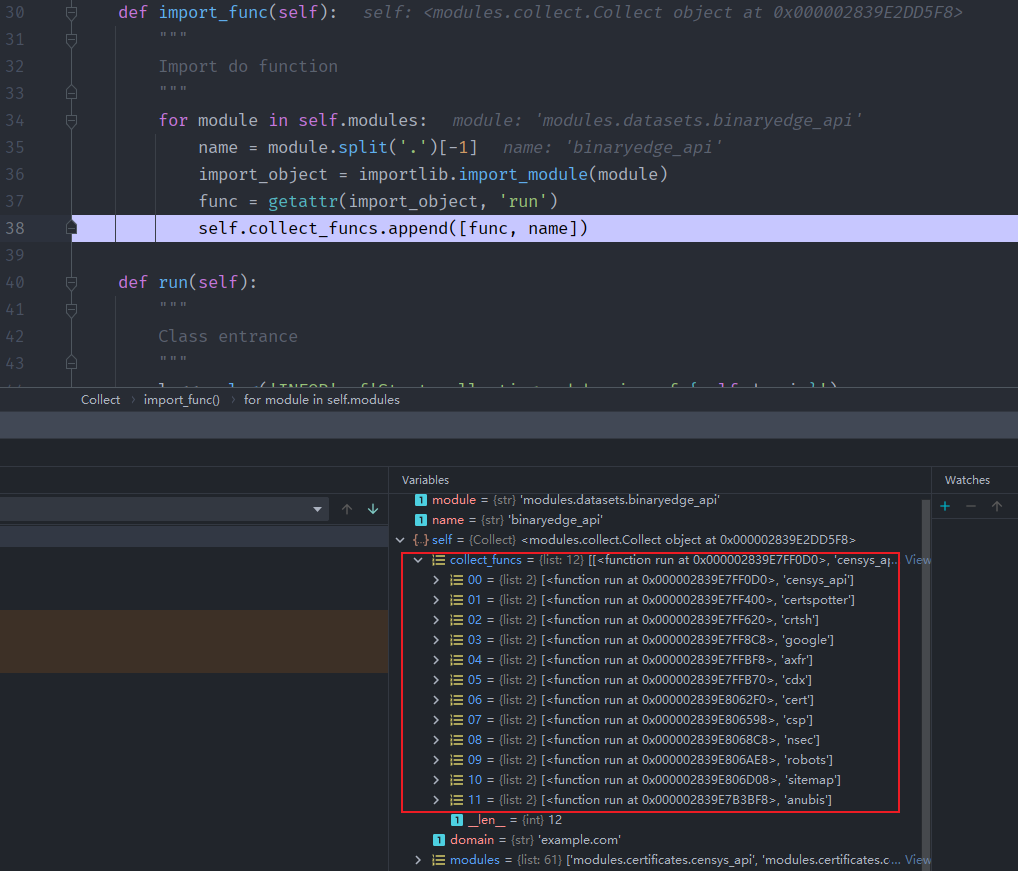 30 def import_func(self): self: <modules.collect.Collect object at 0x000002839E2DD5F8>
31 """
32 Import do function
33 """
34 for module in self.modules: module: 'modules.datasets.binaryedge_api'
35 name = module.split('.')[-1] name: 'binaryedge_api'
36 import_object = importlib.import_module(module)
37 func = getattr(import_object, 'run')
38 self.collect_funcs.append([func, name])
39
40 def run(self):
41 """
42 Class entrance
43 """
Collect › import_func() › for module in self.modules
Variables
Watches
module = {str} 'modules.datasets.binaryedge_api'
name = {str} 'binaryedge_api'
self = {Collect} <modules.collect.Collect object at 0x000002839E2DD5F8>
collect_funcs = {list: 12} [[<function run at 0x000002839E7FF0D0>, 'censys_ap... View
00 = {list: 2} [<function run at 0x000002839E7FF0D0>, 'censys_api']
01 = {list: 2} [<function run at 0x000002839E7FF400>, 'certspotter']
02 = {list: 2} [<function run at 0x000002839E7FF620>, 'crtsh']
03 = {list: 2} [<function run at 0x000002839E7FF8C8>, 'google']
04 = {list: 2} [<function run at 0x000002839E7FFBF8>, 'axfr']
05 = {list: 2} [<function run at 0x000002839E7FFB70>, 'cdx']
06 = {list: 2} [<function run at 0x000002839E8062F0>, 'cert']
07 = {list: 2} [<function run at 0x000002839E806598>, 'csp']
08 = {list: 2} [<function run at 0x000002839E8068C8>, 'nsec']
09 = {list: 2} [<function run at 0x000002839E806AE8>, 'robots']
10 = {list: 2} [<function run at 0x000002839E806D08>, 'sitemap']
11 = {list: 2} [<function run at 0x000002839E7B3BF8>, 'anubis']
__len__ = {int} 12
domain = {str} 'example.com'
modules = {list: 61} ['modules.certificates.censys_api', 'modules.certificates.c... View